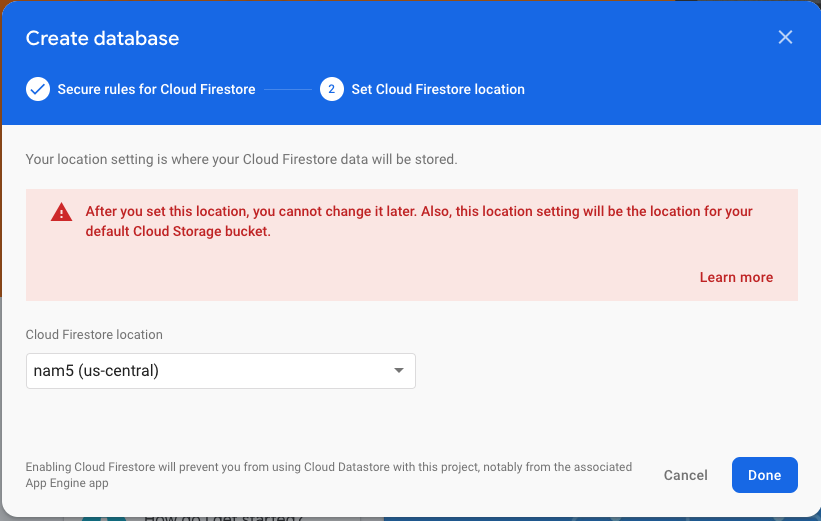 Create database
Secure rules for Cloud Firestore
2 Set Cloud Firestore location
Your location setting is where your Cloud Firestore data will be stored.
After you set this location, you cannot change it later. Also, this location setting will be the location for your
default Cloud Storage bucket.
Learn more
Cloud Firestore location
nam5 (us-central)
Enabling Cloud Firestore will prevent you from using Cloud Datastore with this project, notably from the associated
App Engine app
Cancel
Done
How do I get started?